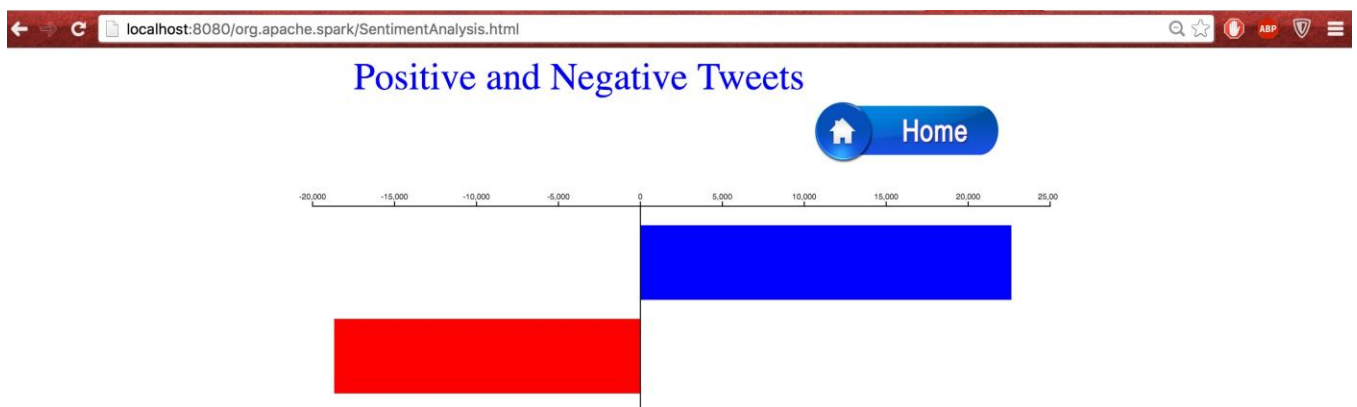 localhost:8080/org.apache.spark/SentimentAnalysis.html
ABP
Positive and Negative Tweets
Home
-20,000 -15,000 -10,000 -5,000 0 5,000 10,000 15,000 20,000 25,00